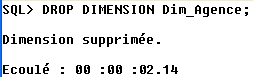 SQL> DROP DIMENSION Dim_Agence;
Dimension supprimée.
Ecoulé : 00 :00 :02.14